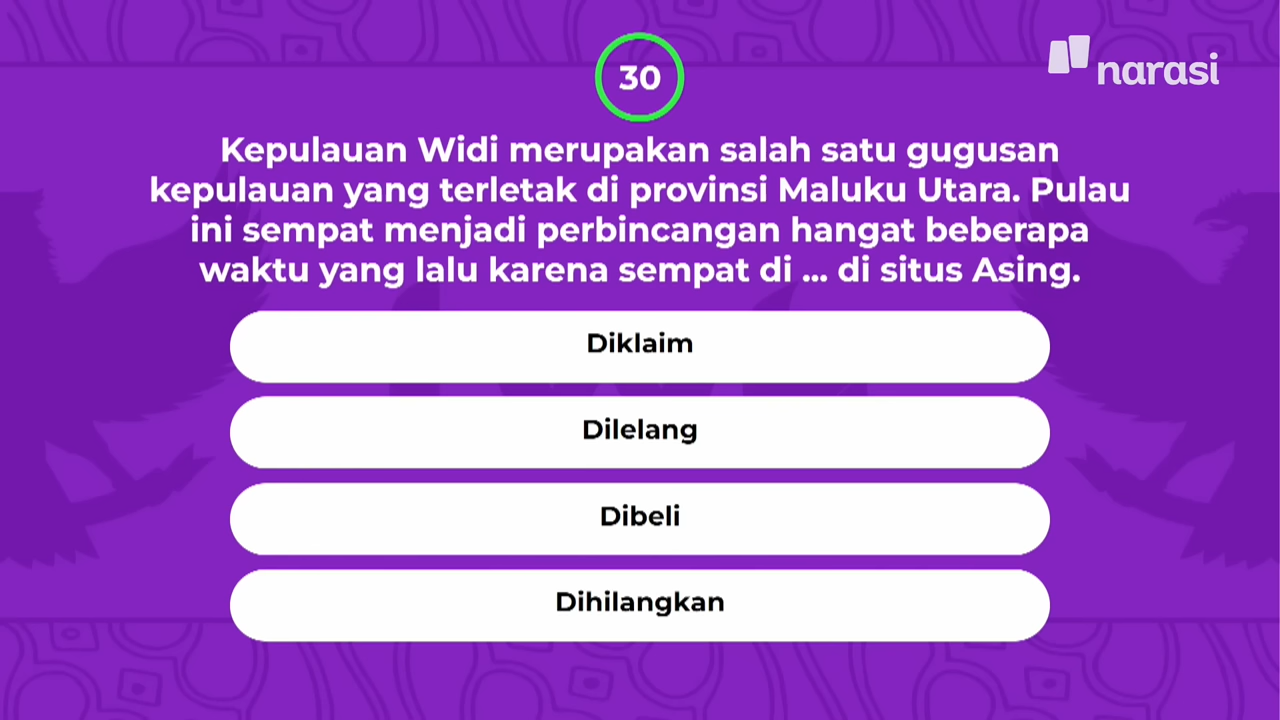 30
narasi
Kepulauan Widi merupakan salah satu gugusan
kepulauan yang terletak di provinsi Maluku Utara. Pulau
ini sempat menjadi perbincangan hangat beberapa
waktu yang lalu karena sempat di ... di situs Asing.
Diklaim
Dilelang
Dibeli
Dihilangkan